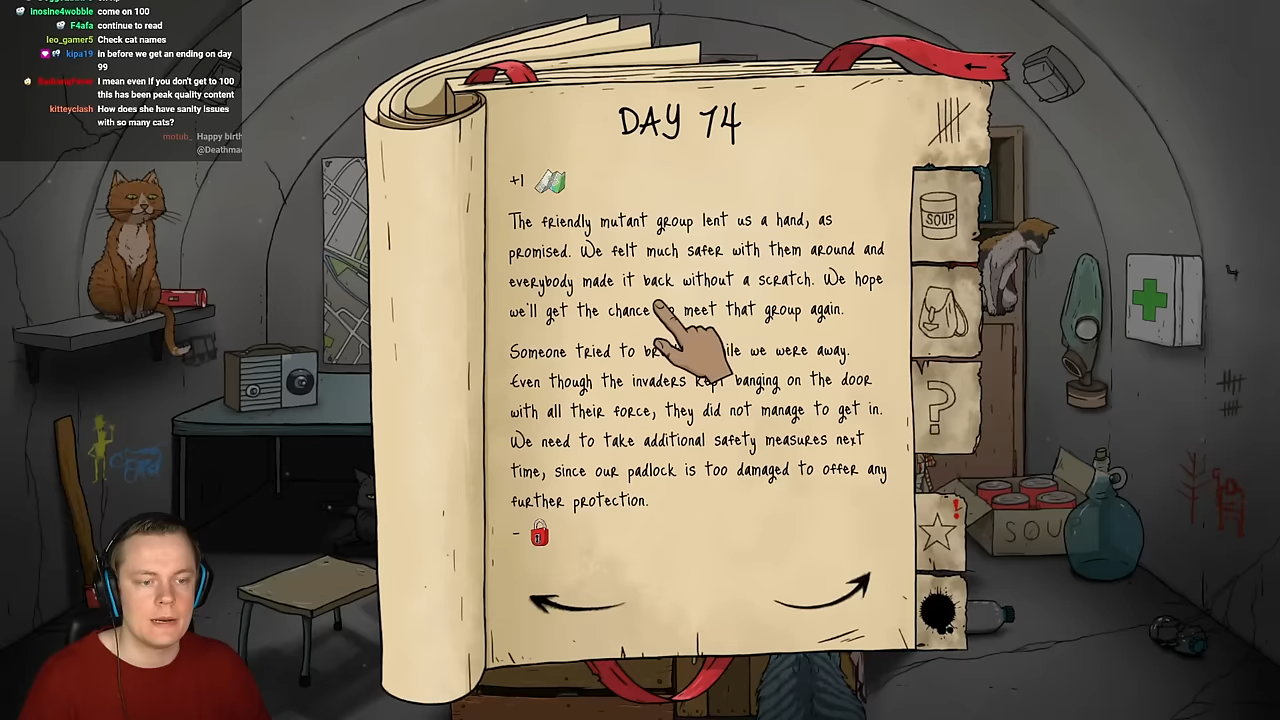 inosine4wobble come on 100
F4afa continue to read
leo_gamer5 Check cat names
kipa19 In before we get an ending on day
99
I mean even if you don't get to 100
this has been peak quality content
kitteyclash How does she have sanity issues
with so many cats?
motub_ Happy birth
@Deathma
DAY 74
+1
The friendly mutant group lent us a hand, as
promised. We felt much safer with them around and
everybody made it back without a scratch. We hope
we'll get the chance meet that group again.
Someone tried to we were away.
Even though the invaders kept banging on the door
with all their force, they did not manage to get in.
We need to take additional safety measures next
time, since our padlock is too damaged to offer any
further protection.
-
SOUP
?
!
SOU